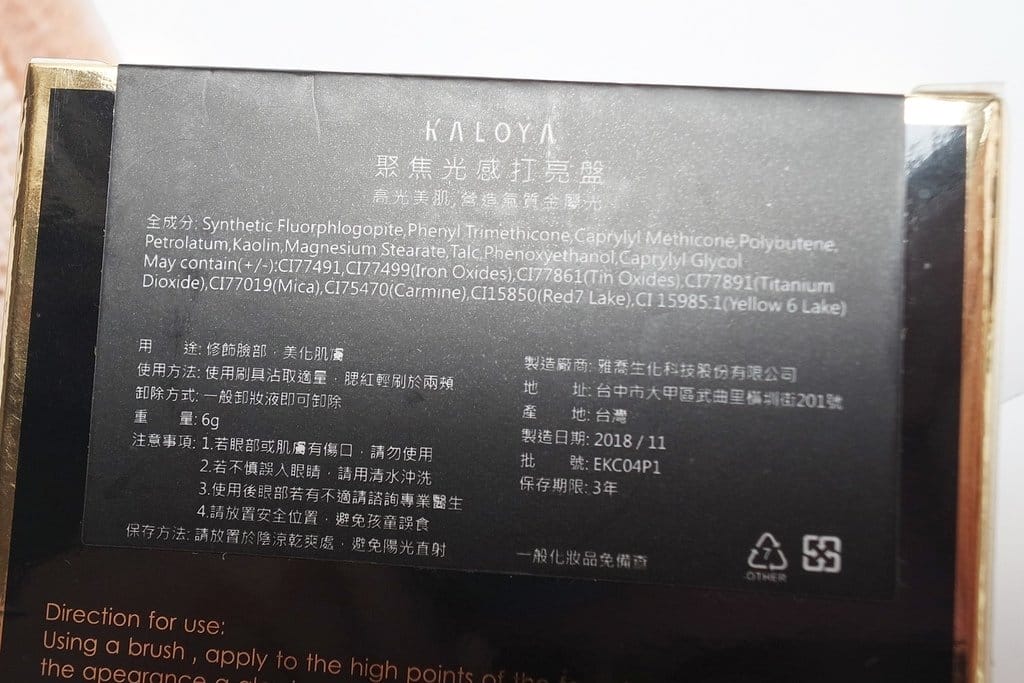 KALOYA
聚焦光感打亮盤
高光美肌,營造氣質金屬光
全成分: Synthetic Fluorphlogopite,Phenyl Trimethicone,Caprylyl Methicone,Polybutene,
Petrolatum,Kaolin,Magnesium Stearate,Talc,Phenoxyethanol,Caprylyl Glycol
May contain(+/-):CI77491,CI77499(Iron Oxides),CI77861(Tin Oxides),CI77891(Titanium
Dioxide),CI77019(Mica),CI75470(Carmine),CI15850(Red7 Lake),CI 15985:1(Yellow 6 Lake)
用 途: 修飾臉部，美化肌膚
使用方法: 使用刷具沾取適量，腮紅輕刷於兩頰
卸除方式: 一般卸妝液即可卸除
重 量: 6g
注意事項: 1.若眼部或肌膚有傷口，請勿使用
2.若不慎誤入眼睛，請用清水沖洗
3.使用後眼部若有不適請諮詢專業醫生
4.請放置安全位置，避免孩童誤食
保存方法: 請放置於陰涼乾爽處，避免陽光直射
製造廠商: 雅喬生化科技股份有限公司
地 址: 台中市大甲區武曲里橫圳街201號
產 地: 台灣
製造日期: 2018 / 11
批 號: EKC04P1
保存期限: 3年
一般化妝品免備查
7
OTHER
Direction for use:
Using a brush , apply to the high points of the
the apearance a